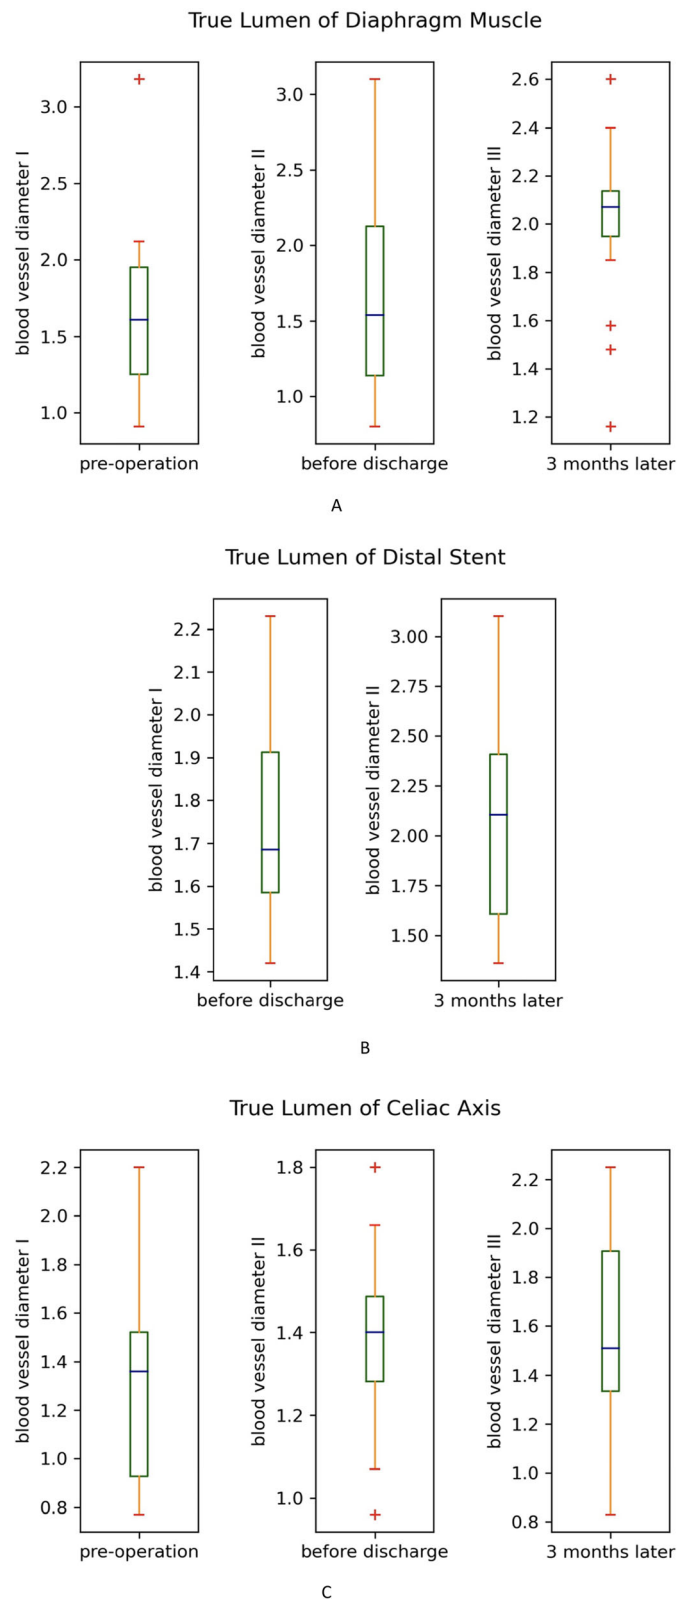 True Lumen of Diaphragm Muscle
blood vessel diameter I
3.0
2.5
2.0
1.5
1.0
pre-operation
blood vessel diameter II
3.0
2.5
2.0
1.5
1.0
before discharge
blood vessel diameter III
2.6
2.4
2.2
2.0
1.8
1.6
1.4
1.2
3 months later
A
True Lumen of Distal Stent
blood vessel diameter I
2.2
2.1
2.0
1.9
1.8
1.7
1.6
1.5
1.4
before discharge
blood vessel diameter II
3.00
2.75
2.50
2.25
2.00
1.75
1.50
3 months later
B
True Lumen of Celiac Axis
blood vessel diameter I
2.2
2.0
1.8
1.6
1.4
1.2
1.0
0.8
pre-operation
blood vessel diameter II
1.8
1.6
1.4
1.2
1.0
before discharge
blood vessel diameter III
2.2
2.0
1.8
1.6
1.4
1.2
1.0
0.8
3 months later
C